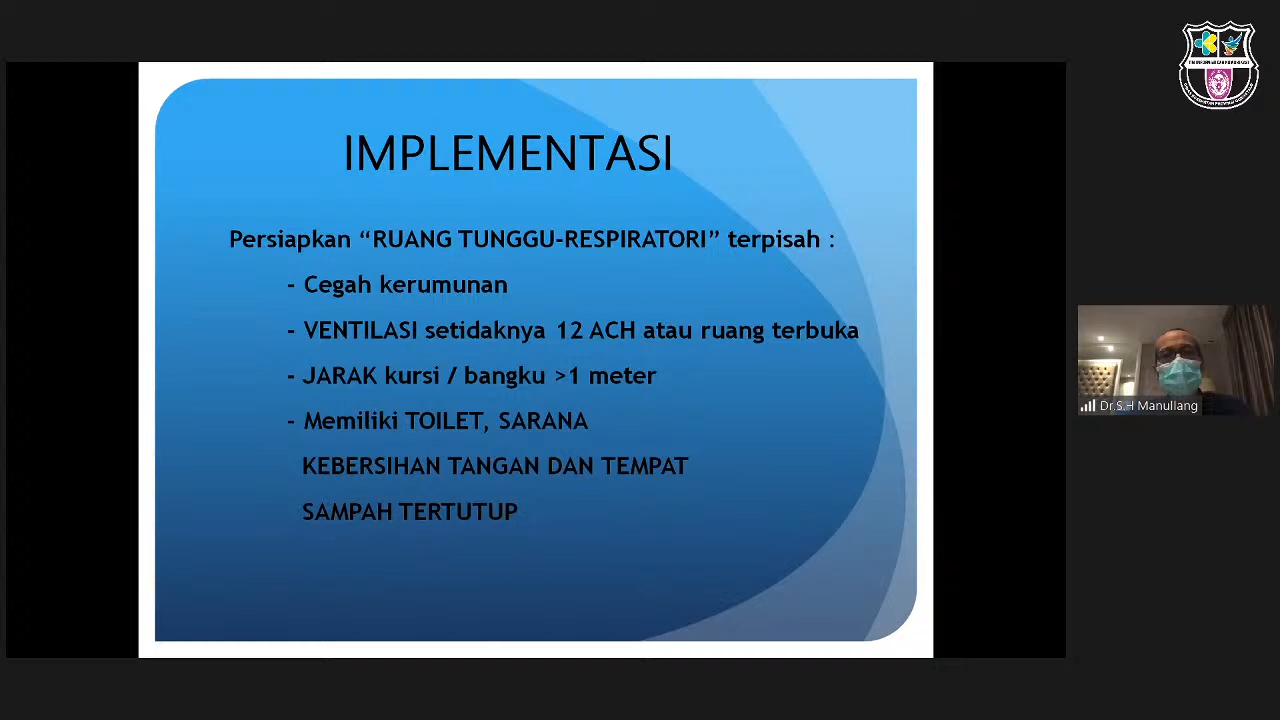 IMPLEMENTASI
Persiapkan “RUANG TUNGGU-RESPIRATORI” terpisah :
- Cegah kerumunan
- VENTILASI setidaknya 12 ACH atau ruang terbuka
- JARAK kursi / bangku >1 meter
- Memiliki TOILET, SARANA
KEBERSIHAN TANGAN DAN TEMPAT
SAMPAH TERTUTUP
Dr.S.H Manullang